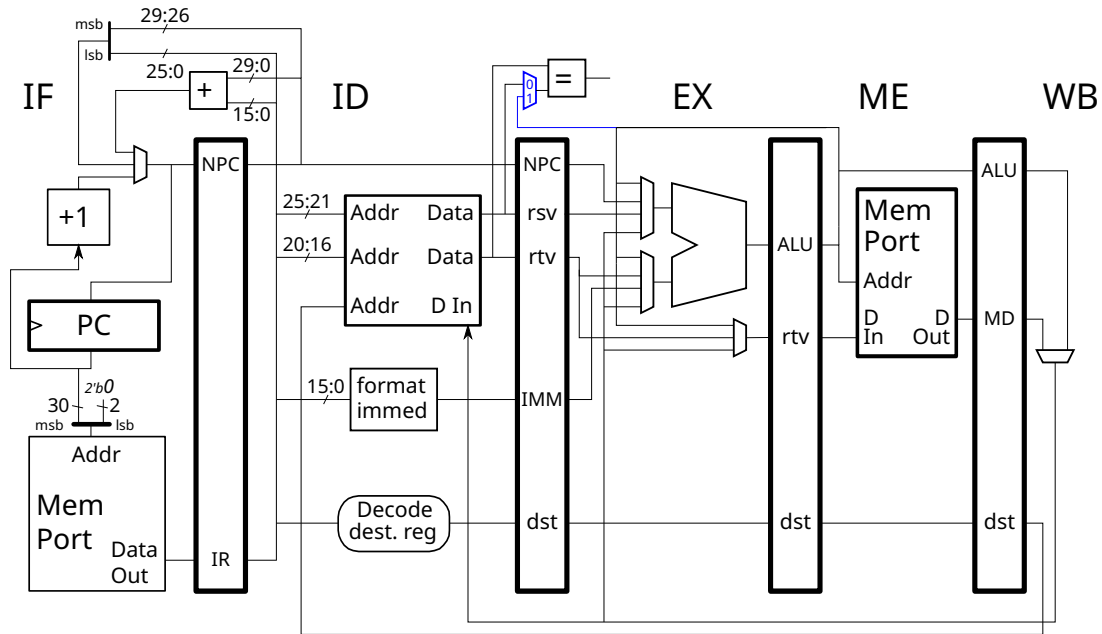 29:26
msb
lsb
25:0
29:0
+
15:0
=
0
1
IF
ID
EX
ME
WB
NPC
NPC
ALU
+1
25:21
Addr
Data
rsv
20:16
Addr
Data
rtv
Addr
D In
ALU
Mem
Port
Addr
D
In
D
Out
MD
PC
rtv
2'b0
30
2
msb
lsb
15:0
format
immed
IMM
Addr
Mem
Port
Data
Out
IR
Decode
dest. reg
dst
dst
dst